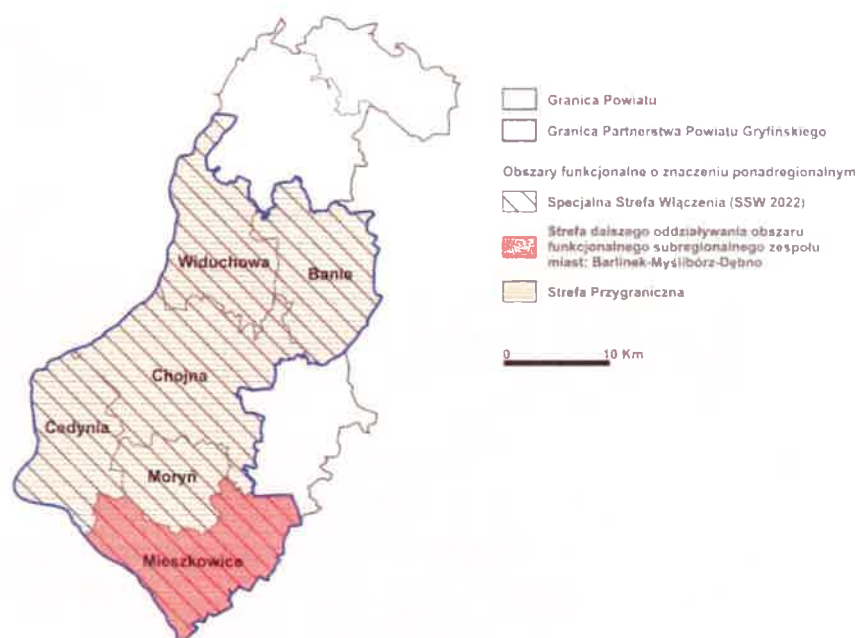 Granica Powiatu
Granica Partnerstwa Powiatu Gryfińskiego
Obszary funkcjonalne o znaczeniu ponadregionalnym
Specjalna Strefa Włączenia (SSW 2022)
Strefa dalszego oddziaływania obszaru
funkcjonalnego subregionalnego zespołu
miast: Barlinek-Myślibórz-Dębno
Strefa Przygraniczna
0 10 Km
Widuchowa
Banie
Chojna
Cedynia
Moryń
Mieszkowice